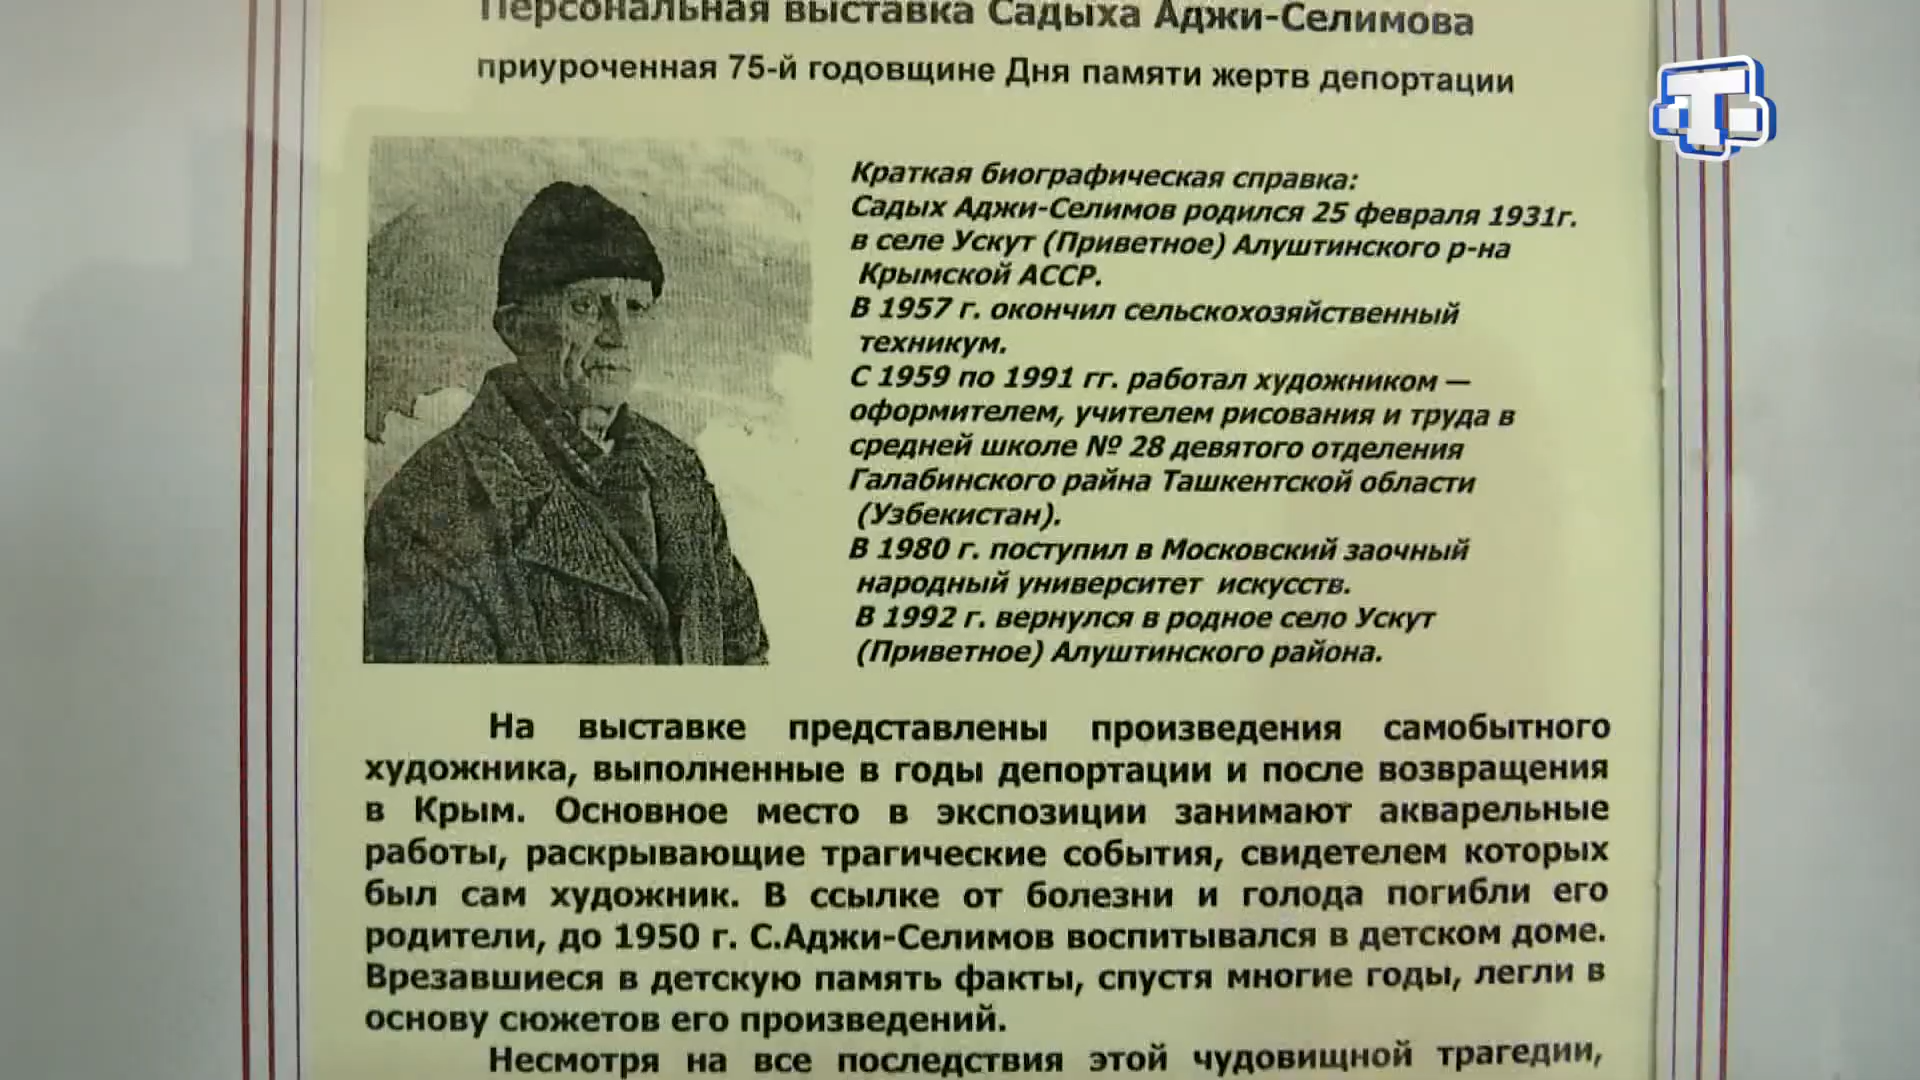 Персональная выставка Садыха Аджи-Селимова
приуроченная 75-й годовщине Дня памяти жертв депортации
Краткая биографическая справка:
Садых Аджи-Селимов родился 25 февраля 1931г.
в селе Ускут (Приветное) Алуштинского р-на
Крымской АССР.
В 1957 г. окончил сельскохозяйственный
техникум.
С 1959 по 1991 гг. работал художником —
оформителем, учителем рисования и труда в
средней школе № 28 девятого отделения
Галабинского райна Ташкентской области
(Узбекистан).
В 1980 г. поступил в Московский заочный
народный университет искусств.
В 1992 г. вернулся в родное село Ускут
(Приветное) Алуштинского района.
На выставке представлены произведения самобытного
художника, выполненные в годы депортации и после возвращения
в Крым. Основное место в экспозиции занимают акварельные
работы, раскрывающие трагические события, свидетелем которых
был сам художник. В ссылке от болезни и голода погибли его
родители, до 1950 г. С.Аджи-Селимов воспитывался в детском доме.
Врезавшиеся в детскую память факты, спустя многие годы, легли в
основу сюжетов его произведений.
Несмотря на все последствия этой чудовищной трагедии,